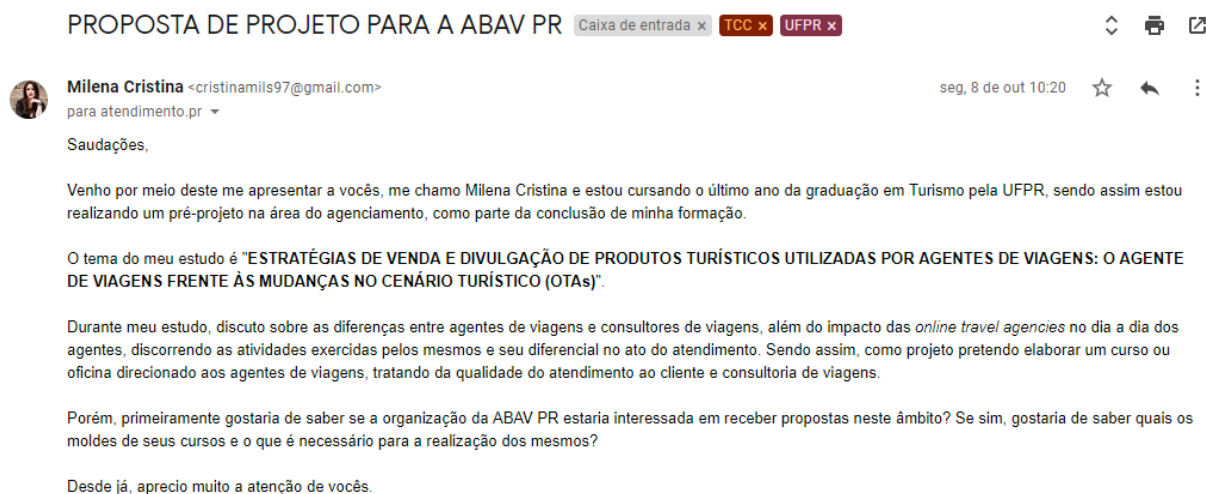 PROPOSTA DE PROJETO PARA A ABAV PR Caixa de entrada x TCC x UFPR x
Milena Cristina <cristinamils97@gmail.com> seg, 8 de out 10:20
para atendimento.pr
Saudações,
Venho por meio deste me apresentar a vocês, me chamo Milena Cristina e estou cursando o último ano da graduação em Turismo pela UFPR, sendo assim estou
realizando um pré-projeto na área do agenciamento, como parte da conclusão de minha formação.
O tema do meu estudo é "ESTRATÉGIAS DE VENDA E DIVULGAÇÃO DE PRODUTOS TURÍSTICOS UTILIZADAS POR AGENTES DE VIAGENS: O AGENTE
DE VIAGENS FRENTE ÀS MUDANÇAS NO CENÁRIO TURÍSTICO (OTAs)".
Durante meu estudo, discuto sobre as diferenças entre agentes de viagens e consultores de viagens, além do impacto das online travel agencies no dia a dia dos
agentes, discorrendo as atividades exercidas pelos mesmos e seu diferencial no ato do atendimento. Sendo assim, como projeto pretendo elaborar um curso ou
oficina direcionado aos agentes de viagens, tratando da qualidade do atendimento ao cliente e consultoria de viagens.
Porém, primeiramente gostaria de saber se a organização da ABAV PR estaria interessada em receber propostas neste âmbito? Se sim, gostaria de saber quais os
moldes de seus cursos e o que é necessário para a realização dos mesmos?
Desde já, aprecio muito a atenção de vocês.